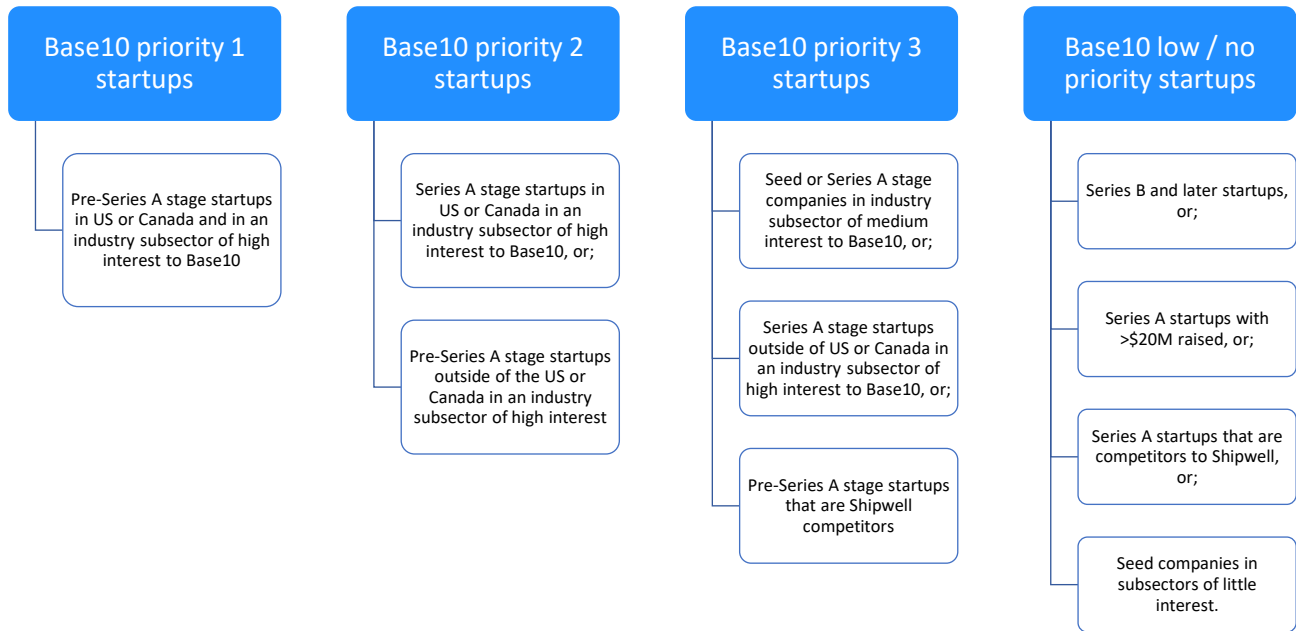 Base10 priority 1
startups
Pre-Series A stage startups
in US or Canada and in an
industry subsector of high
interest to Base10
Base10 priority 2
startups
Series A stage startups in
US or Canada in an
industry subsector of high
interest to Base10, or;
Pre-Series A stage startups
outside of the US or
Canada in an industry
subsector of high interest
Base10 priority 3
startups
Seed or Series A stage
companies in industry
subsector of medium
interest to Base10, or;
Series A stage startups
outside of US or Canada in
an industry subsector of
high interest to Base10, or;
Pre-Series A stage startups
that are Shipwell
competitors
Base10 low / no
priority startups
Series B and later startups,
or;
Series A startups with
>$20M raised, or;
Series A startups that are
competitors to Shipwell,
or;
Seed companies in
subsectors of little
interest.